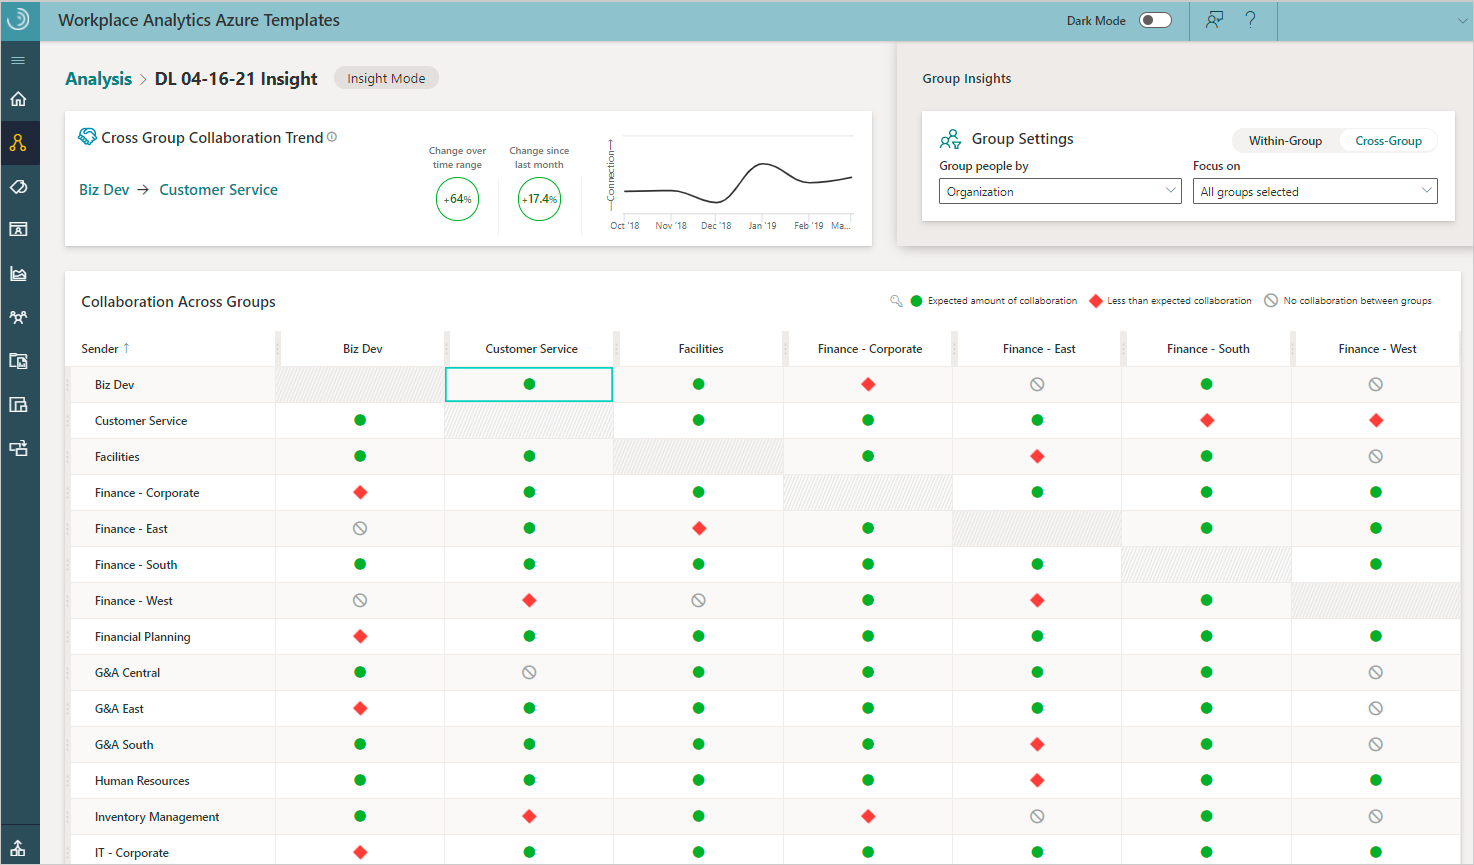 Workplace Analytics Azure Templates
Dark Mode
?
Analysis > DL 04-16-21 Insight
Insight Mode
Group Insights
Cross Group Collaboration Trend
Biz Dev → Customer Service
Change over
time range
+64%
Change since
last month
+17.4%
Connection
Oct '18 Nov '18 Dec '18 Jan '19 Feb '19 Ma...
Group Settings
Within-Group Cross-Group
Group people by Focus on
Organization All groups selected
Collaboration Across Groups
Expected amount of collaboration Less than expected collaboration No collaboration between groups
Sender ↑ Biz Dev Customer Service Facilities Finance - Corporate Finance - East Finance - South Finance - West
Biz Dev
Customer Service
Facilities
Finance - Corporate
Finance - East
Finance - South
Finance - West
Financial Planning
G&A Central
G&A East
G&A South
Human Resources
Inventory Management
IT - Corporate